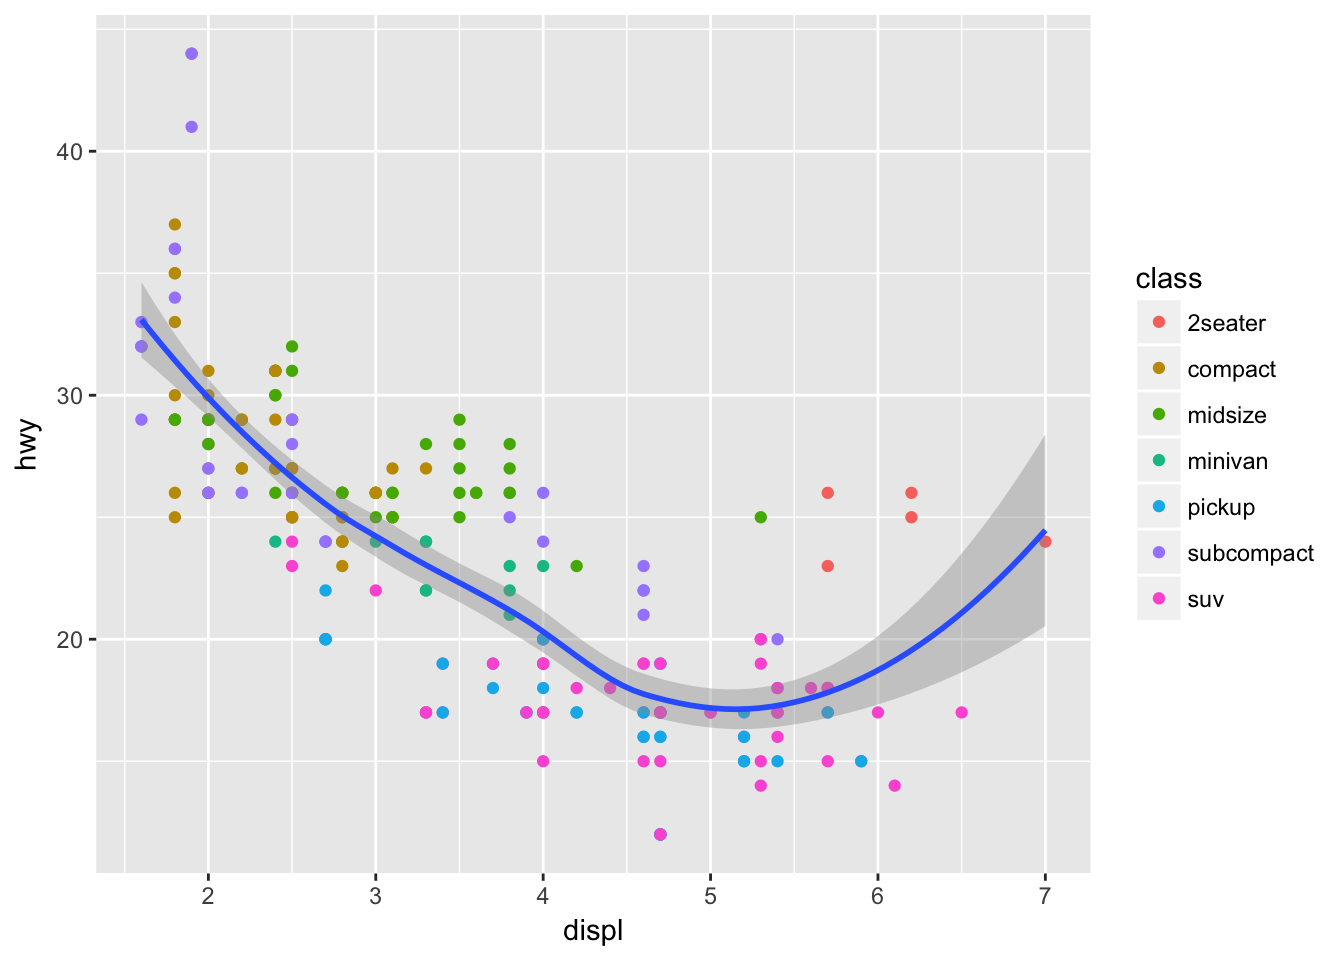 40
30
20
hwy
2 3 4 5 6 7
displ
class
2seater
compact
midsize
minivan
pickup
subcompact
suv